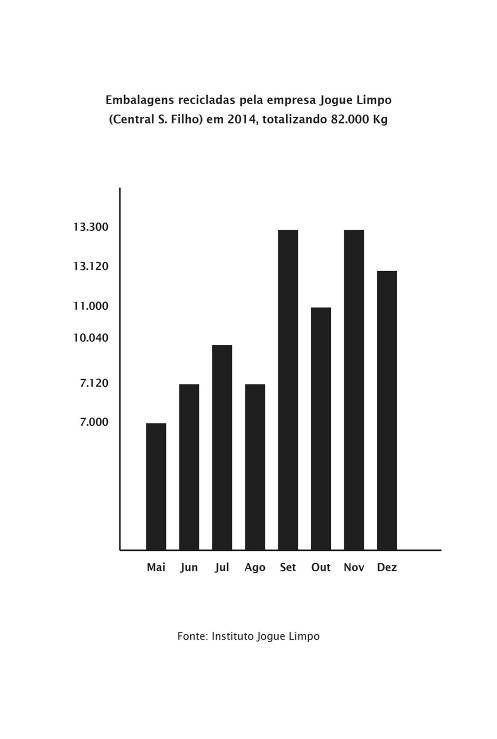 Embalagens recicladas pela empresa Jogue Limpo
(Central S. Filho) em 2014, totalizando 82.000 Kg
13.300
13.120
11.000
10.040
7.120
7.000
Mai Jun Jul Ago Set Out Nov Dez
Fonte: Instituto Jogue Limpo